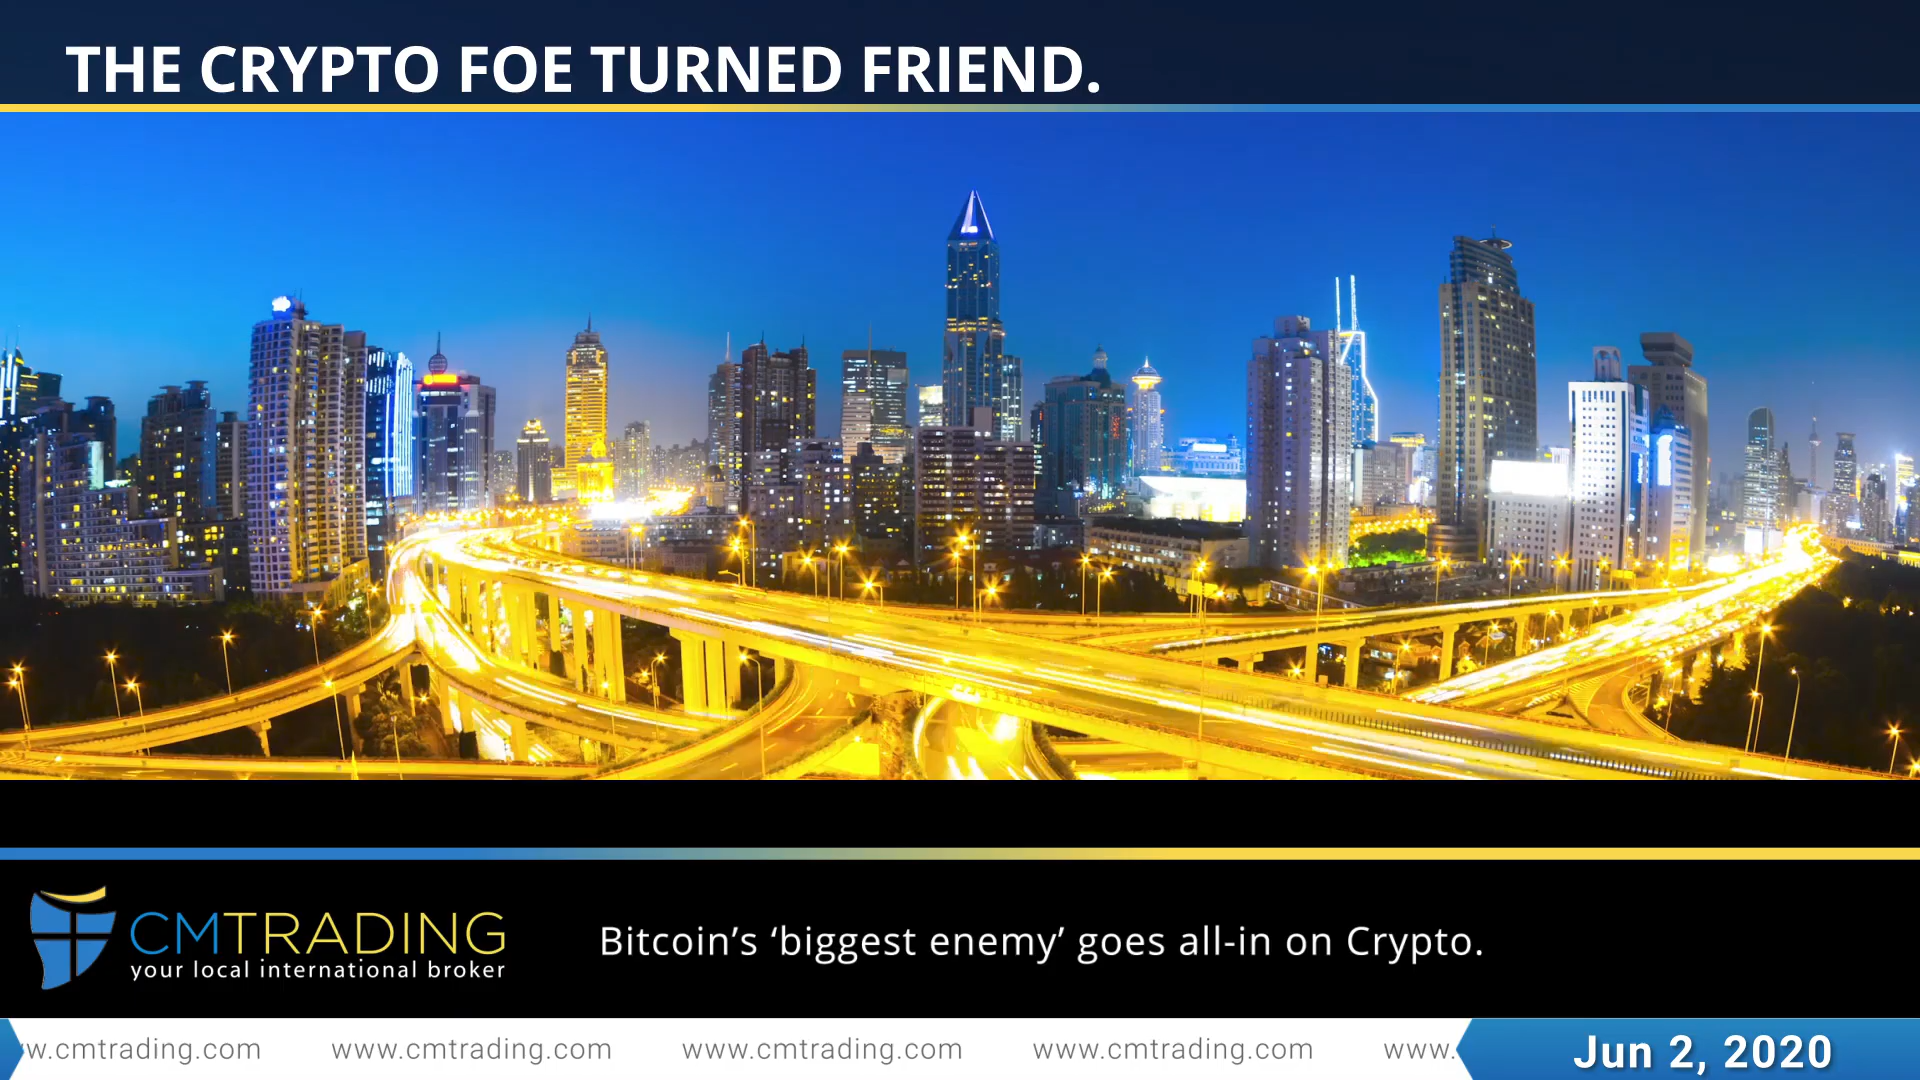 THE CRYPTO FOE TURNED FRIEND.
CMTRADING
your local international broker
Bitcoin’s ‘biggest enemy’ goes all-in on Crypto.
w.cmtrading.com www.cmtrading.com www.cmtrading.com www.cmtrading.com www.
Jun 2, 2020